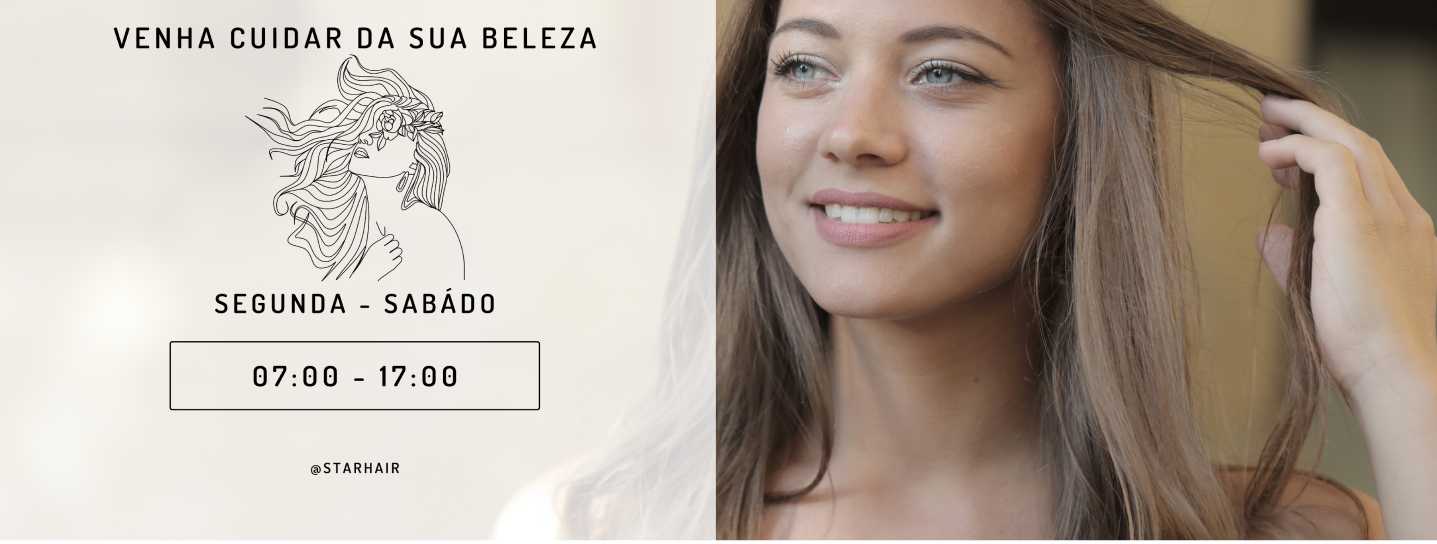 VENHA CUIDAR DA SUA BELEZA
SEGUNDA - SABÁDO
07:00 - 17:00
@STARHAIR